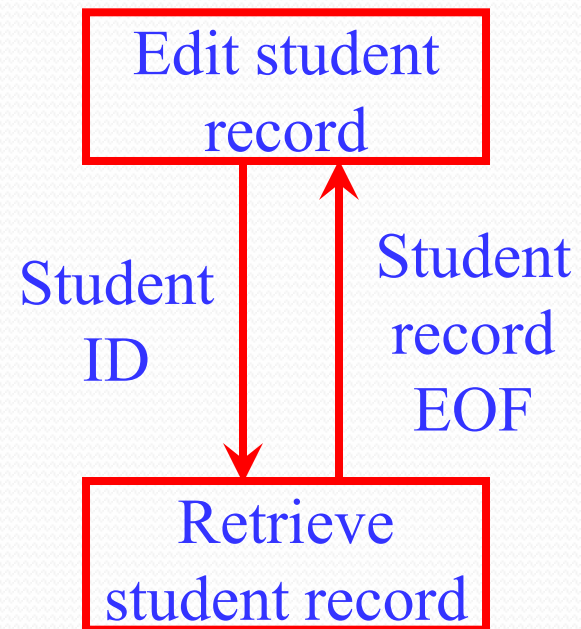 Edit student
record
Student
ID
Student
record
EOF
Retrieve
student record